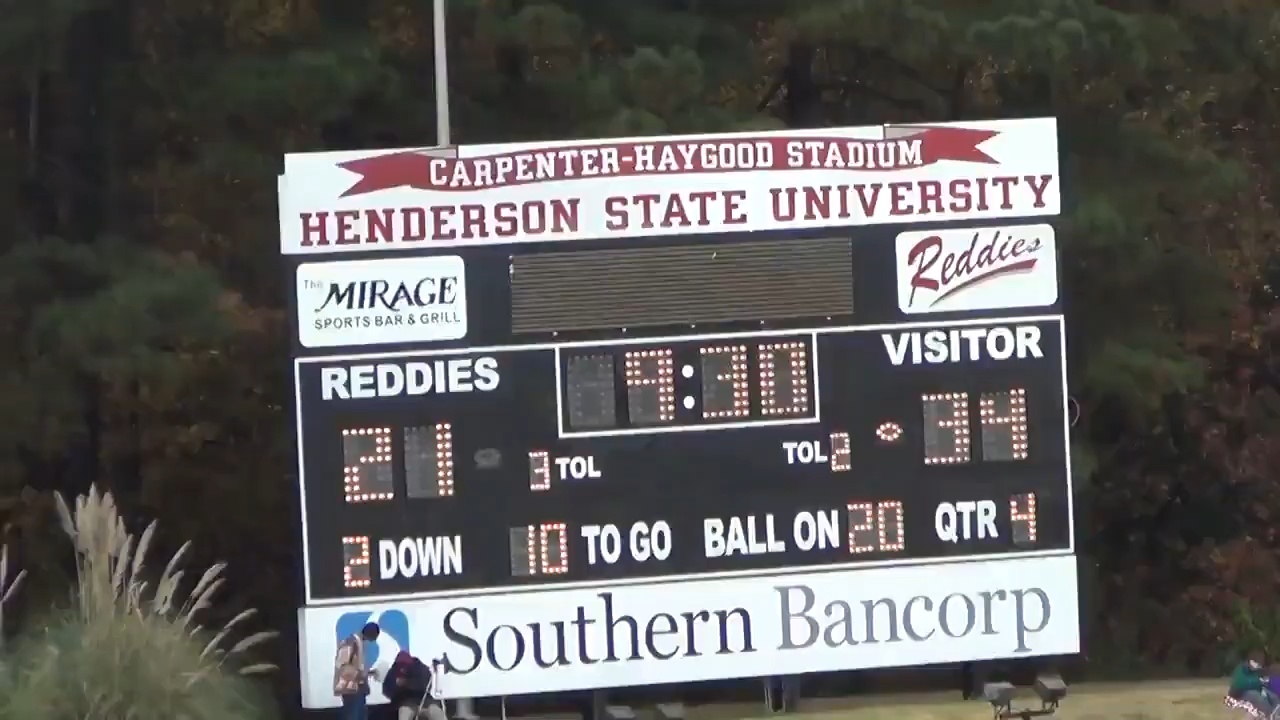 CARPENTER-HAYGOOD STADIUM
HENDERSON STATE UNIVERSITY
The MIRAGE
SPORTS BAR & GRILL
Reddies
REDDIES
9:30
VISITOR
21
3 TOL
TOL 2
34
2 DOWN
10 TO GO
BALL ON 20
QTR 4
Southern Bancorp